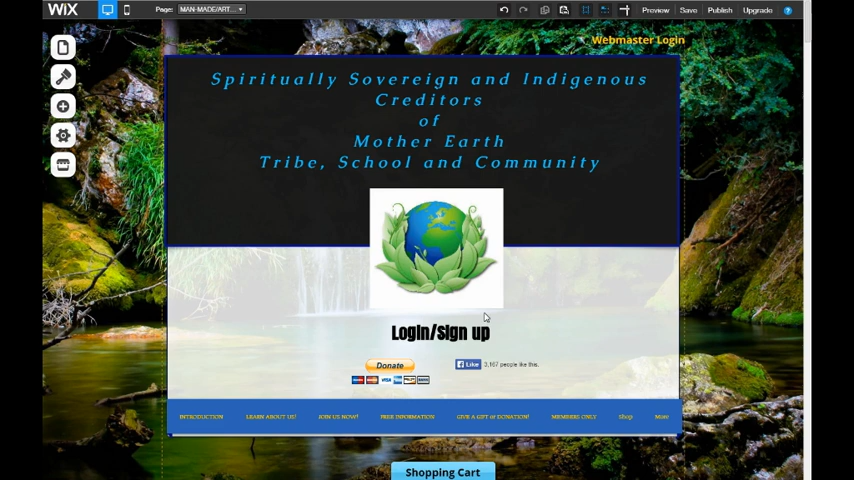 WiX
Page: MAN-MADE/ART...
Preview
Save
Publish
Upgrade
?
Webmaster Login
Spiritually Sovereign and Indigenous
Creditors
of
Mother Earth
Tribe, School and Community
Login/Sign up
Donate
Like
3,167 people like this.
VISA
INTRODUCTION
LEARN ABOUT US!
JOIN US NOW!
FREE INFORMATION
GIVE A GIFT or DONATION!
MEMBERS ONLY
Shop
More
Shopping Cart